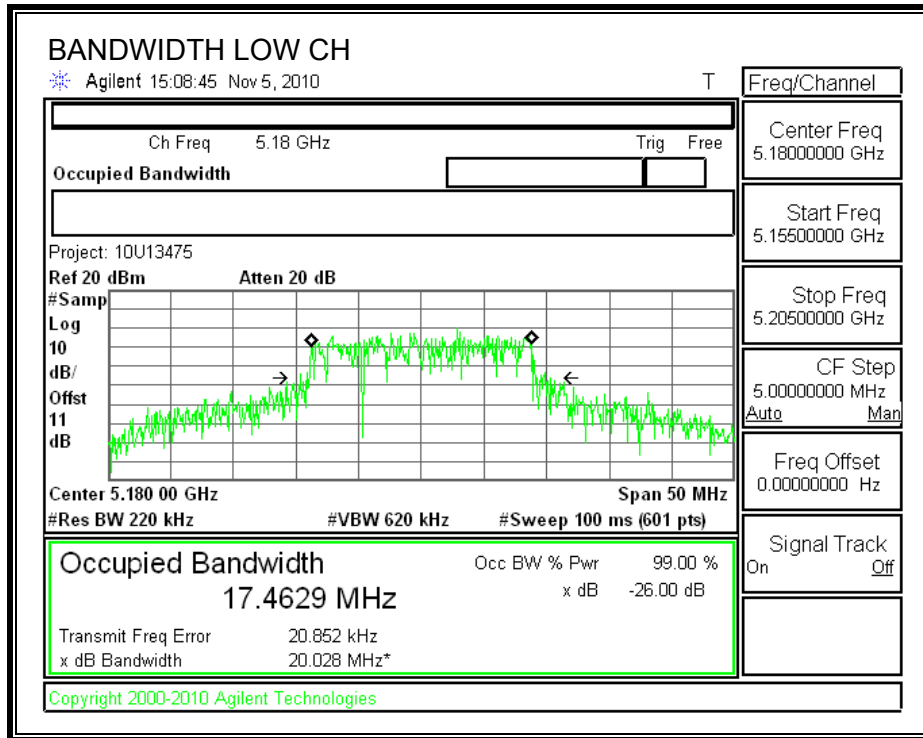 BANDWIDTH LOW CH
Agilent 15:08:45 Nov 5, 2010 T
Ch Freq 5.18 GHz Trig Free
Occupied Bandwidth
Project: 10U13475
Ref 20 dBm Atten 20 dB
#Samp
Log
10
dB/
Offst
11
dB
Center 5.180 00 GHz Span 50 MHz
#Res BW 220 kHz #VBW 620 kHz #Sweep 100 ms (601 pts)
Occupied Bandwidth Occ BW % Pwr 99.00 %
17.4629 MHz x dB -26.00 dB
Transmit Freq Error 20.852 kHz
x dB Bandwidth 20.028 MHz*
Copyright 2000-2010 Agilent Technologies
Freq/Channel
Center Freq
5.18000000 GHz
Start Freq
5.15500000 GHz
Stop Freq
5.20500000 GHz
CF Step
5.00000000 MHz
Auto Man
Freq Offset
0.00000000 Hz
Signal Track
On Off